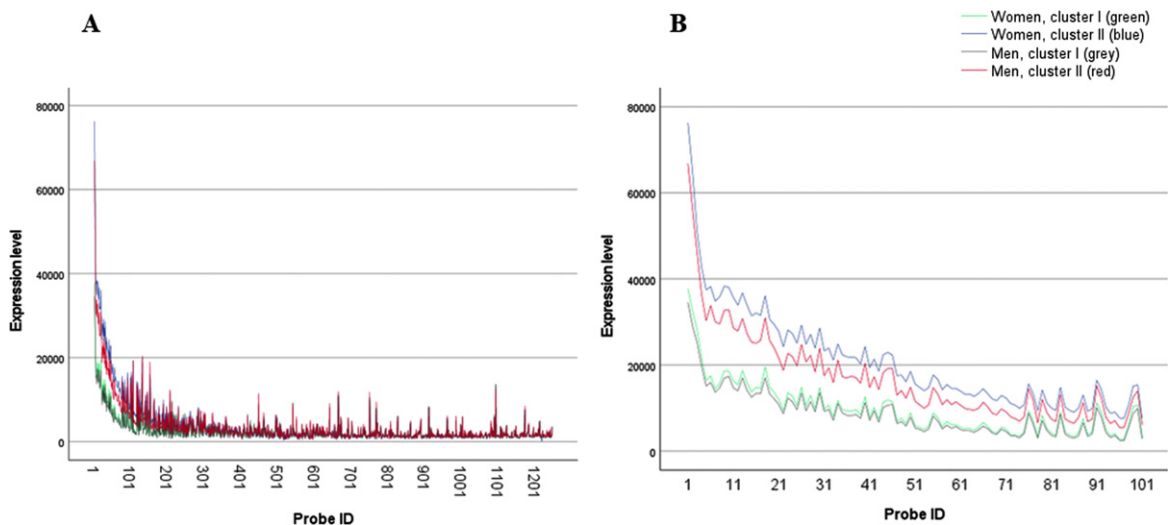 A
80000
60000
40000
20000
0
Expression level
1
101
201
301
401
501
601
701
801
901
1001
1101
1201
Probe ID
B
Women, cluster I (green)
Women, cluster II (blue)
Men, cluster I (grey)
Men, cluster II (red)
80000
60000
40000
20000
0
Expression level
1 11 21 31 41 51 61 71 81 91 101
Probe ID